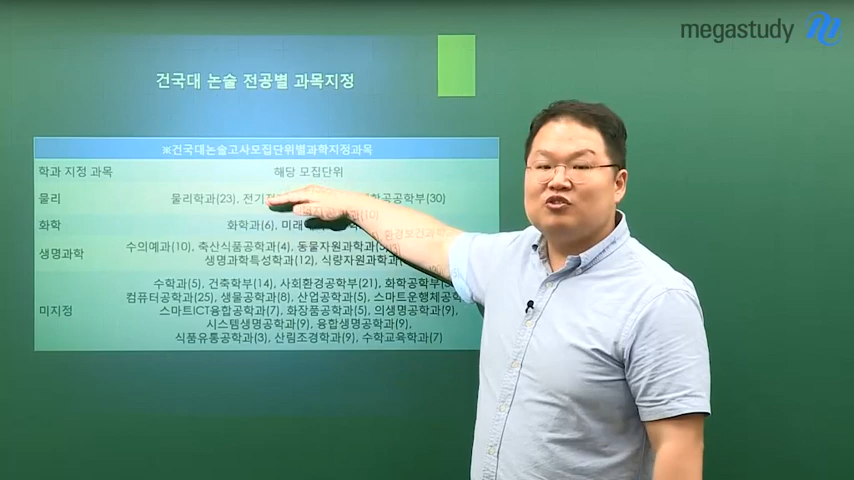 megastudy
건국대 논술 전공별 과목지정
※건국대논술고사모집단위별과학지정과목
학과 지정 과목 해당 모집단위
물리 물리학과(23), 전기전 공학부(30)
(10)
화학 화학과(6), 미래 환경보건과학
생명과학 수의예과(10), 축산식품공학과(4), 동물자원과학과
생명과학특성학과(12), 식량자원과학과
미지정 수학과(5), 건축학부(14), 사회환경공학부(21), 화학공학부
컴퓨터공학과(25), 생물공학과(8), 산업공학과(5), 스마트운행체공
스마트ICT융합공학과(7), 화장품공학과(5), 의생명공학과(9),
시스템생명공학과(9), 융합생명공학과(9),
식품유통공학과(3), 산림조경학과(9), 수학교육학과(7)